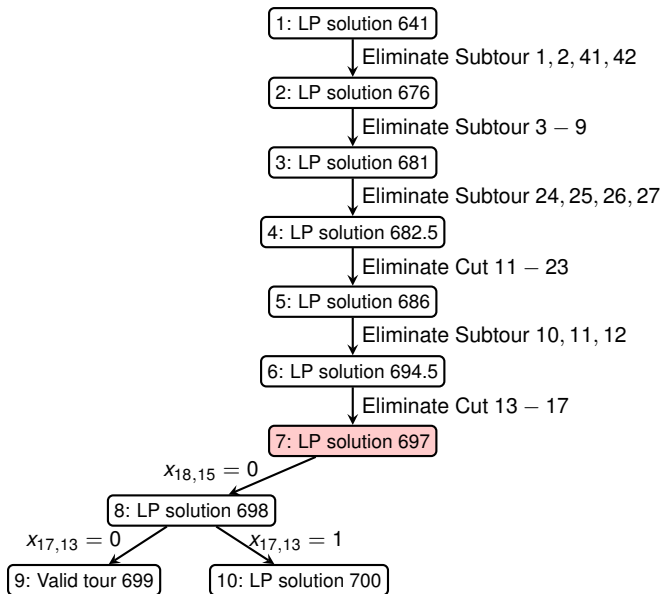 1: LP solution 641
Eliminate Subtour 1, 2, 41, 42
2: LP solution 676
Eliminate Subtour 3 − 9
3: LP solution 681
Eliminate Subtour 24, 25, 26, 27
4: LP solution 682.5
Eliminate Cut 11 − 23
5: LP solution 686
Eliminate Subtour 10, 11, 12
6: LP solution 694.5
Eliminate Cut 13 − 17
7: LP solution 697
x18,15 = 0
8: LP solution 698
x17,13 = 0 x17,13 = 1
9: Valid tour 699 10: LP solution 700